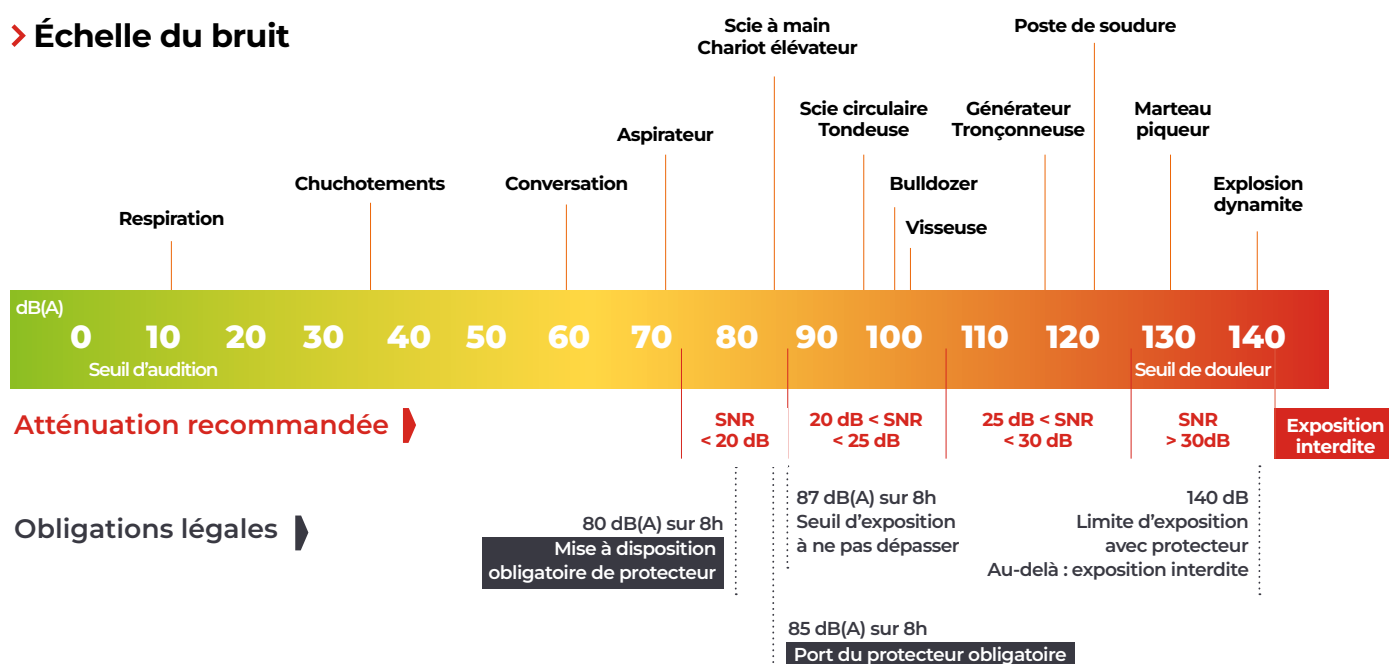 Échelle du bruit
Scie à main
Chariot élévateur
Poste de soudure
Scie circulaire
Tondeuse
Générateur
Tronçonneuse
Marteau
piqueur
Aspirateur
Chuchotements
Conversation
Bulldozer
Explosion
dynamite
Respiration
Visseuse
dB(A)
0 10 20 30 40 50 60 70 80 90 100 110 120 130 140
Seuil d’audition
Seuil de douleur
Atténuation recommandée
SNR
< 20 dB
20 dB < SNR
< 25 dB
25 dB < SNR
< 30 dB
SNR
> 30dB
Exposition
interdite
Obligations légales
80 dB(A) sur 8h
Mise à disposition
obligatoire de protecteur
87 dB(A) sur 8h
Seuil d’exposition
à ne pas dépasser
140 dB
Limite d’exposition
avec protecteur
Au-delà : exposition interdite
85 dB(A) sur 8h
Port du protecteur obligatoire